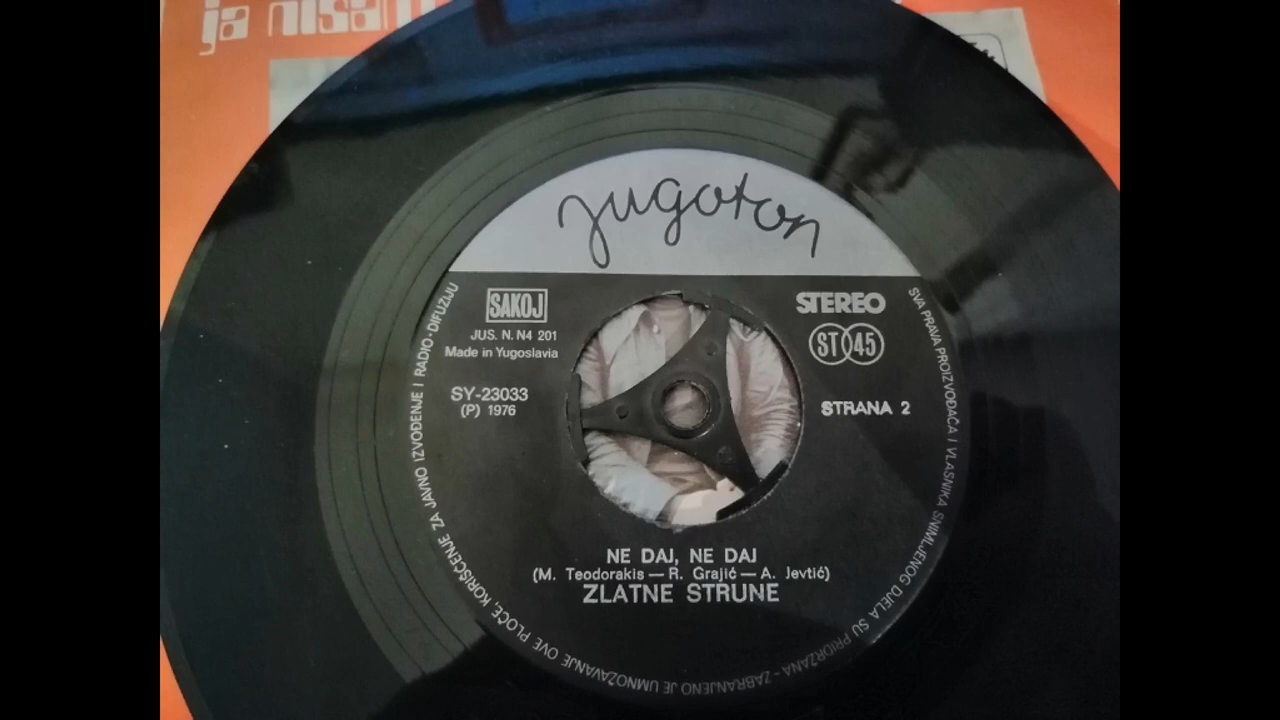 ja nisam
jugoton
SAKOJ
JUS. N. N4 201
Made in Yugoslavia
SY-23033
(P) 1976
STEREO
ST 45
STRANA 2
NE DAJ, NE DAJ
(M. Teodorakis — R. Grajić — A. Jevtić)
ZLATNE STRUNE
SVA PRAVA PROIZVOĐAČA I VLASNIKA SNIMLJENOG DJELA SU PRIDRŽANA - ZABRANJENO JE UMNOŽAVANJE OVE PLOČE, KORIŠĆENJE ZA JAVNO IZVOĐENJE I RADIO-DIFUZIJU